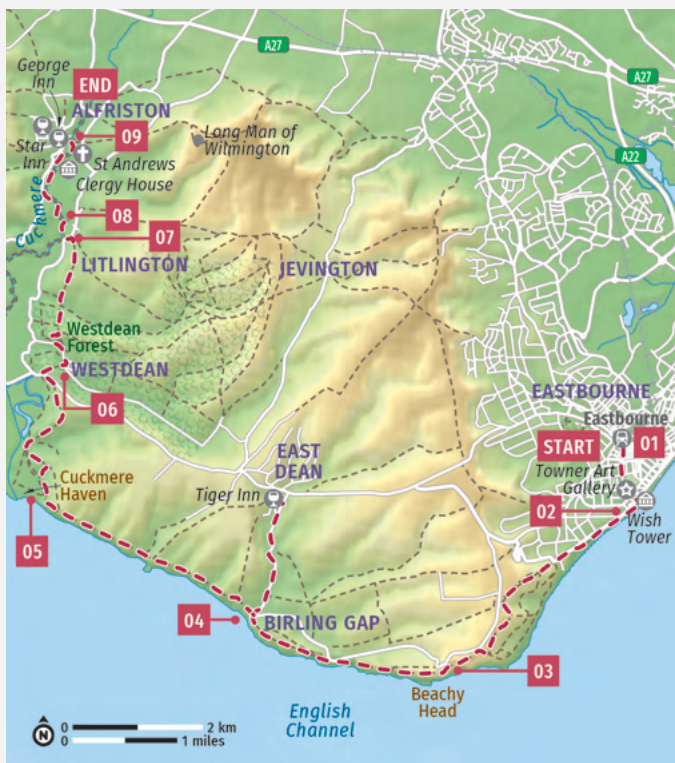 A27
George
Inn
END
ALFRISTON
A27
09
Long Man of
Wilmington
Star
Inn
St Andrews
Clergy House
A22
Cuckmere
08
07
LITLINGTON
JEVINGTON
Westdean
Forest
WESTDEAN
06
EASTBOURNE
Eastbourne
START
01
Towner Art
Gallery
EAST
DEAN
Tiger Inn
02
Wish
Tower
Cuckmere
Haven
05
04
BIRLING GAP
03
Beachy
Head
English
Channel
N
0 2 km
0 1 miles